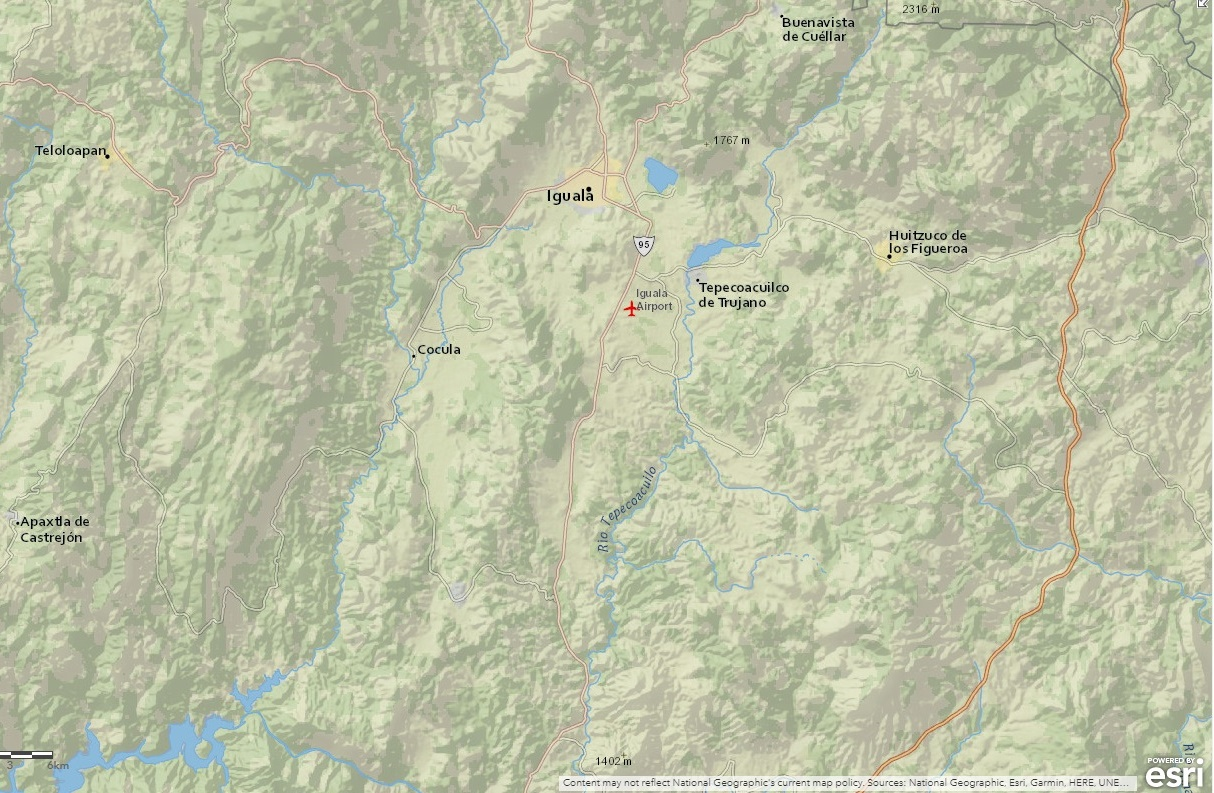 2316 m
Buenavista
de Cuéllar
1767 m
Teloloapan
Iguala
95
Huitzuco de
los Figueroa
Tepecoacuilco
de Trujano
Iguala
Airport
Cocula
Río Tepecoacuilo
Apaxtla de
Castrejón
1402 m
3 6km
POWERED BY
esri
Content may not reflect National Geographic's current map policy. Sources: National Geographic, Esri, Garmin, HERE, UNE...